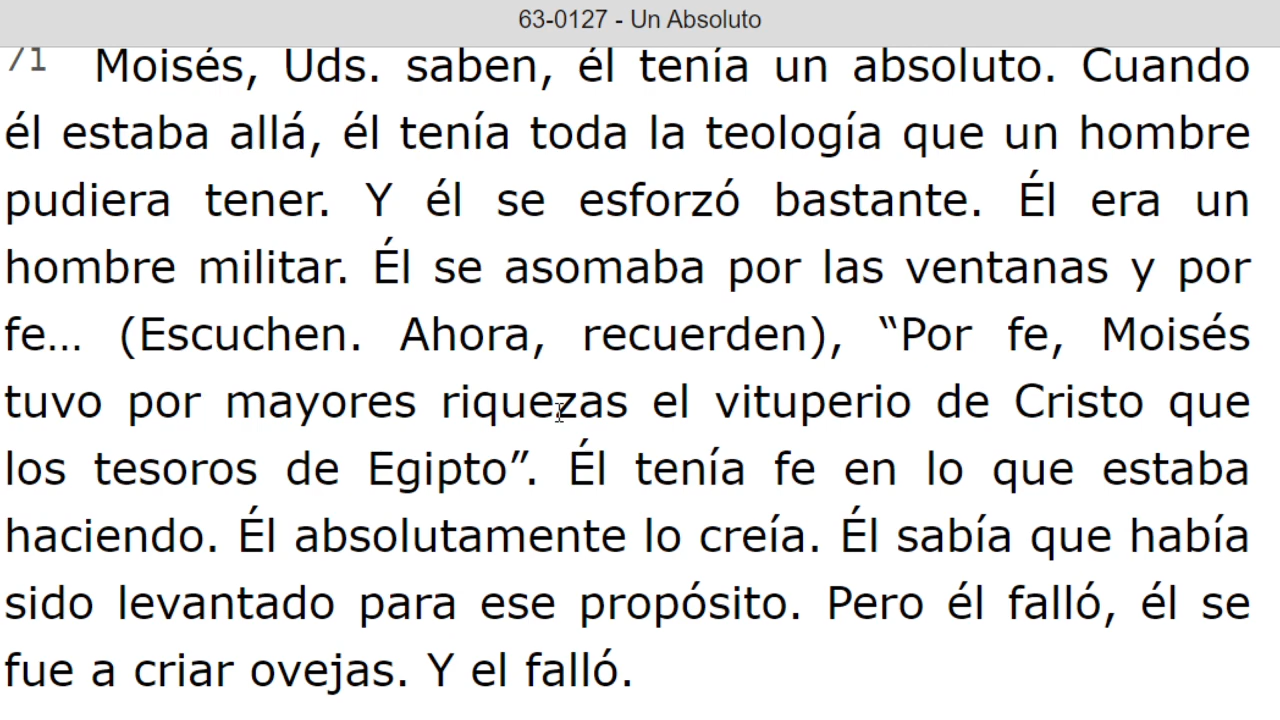 63-0127 - Un Absoluto
71 Moisés, Uds. saben, él tenía un absoluto. Cuando
él estaba allá, él tenía toda la teología que un hombre
pudiera tener. Y él se esforzó bastante. Él era un
hombre militar. Él se asomaba por las ventanas y por
fe… (Escuchen. Ahora, recuerden), “Por fe, Moisés
tuvo por mayores riquezas el vituperio de Cristo que
los tesoros de Egipto”. Él tenía fe en lo que estaba
haciendo. Él absolutamente lo creía. Él sabía que había
sido levantado para ese propósito. Pero él falló, él se
fue a criar ovejas. Y el falló.